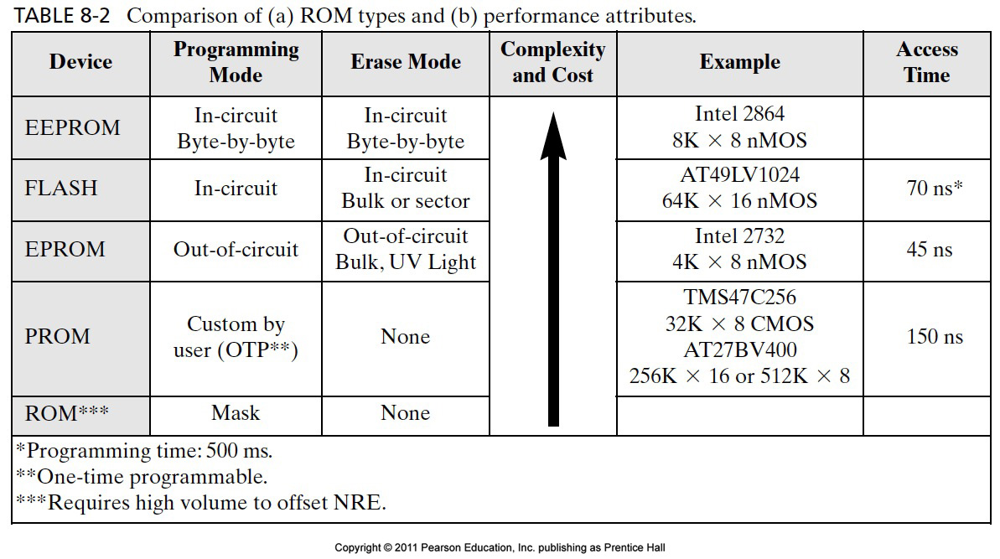 TABLE 8-2 Comparison of (a) ROM types and (b) performance attributes.
Device
Programming
Mode
Erase Mode
Complexity
and Cost
Example
Access
Time
EEPROM
In-circuit
Byte-by-byte
In-circuit
Byte-by-byte
Intel 2864
8K × 8 nMOS
FLASH
In-circuit
In-circuit
Bulk or sector
AT49LV1024
64K × 16 nMOS
70 ns*
EPROM
Out-of-circuit
Out-of-circuit
Bulk, UV Light
Intel 2732
4K × 8 nMOS
45 ns
PROM
Custom by
user (OTP**)
None
TMS47C256
32K × 8 CMOS
AT27BV400
256K × 16 or 512K × 8
150 ns
ROM***
Mask
None
*Programming time: 500 ms.
**One-time programmable.
***Requires high volume to offset NRE.
Copyright © 2011 Pearson Education, Inc. publishing as Prentice Hall